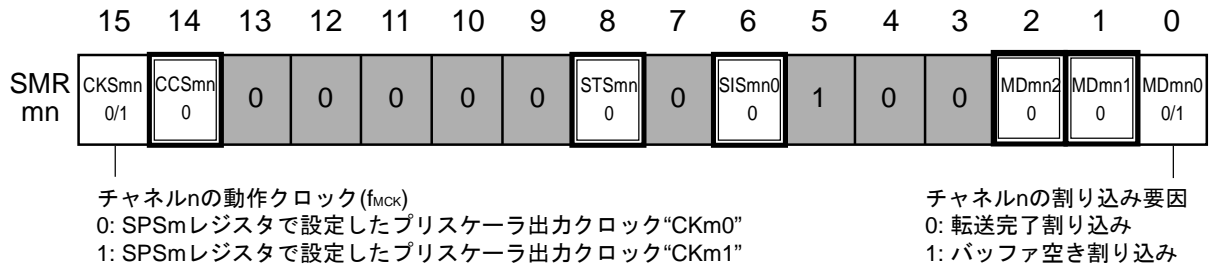 15 14 13 12 11 10 9 8 7 6 5 4 3 2 1 0
SMR
mn
CKSmn
0/1
CCSmn
0
0
0
0
0
0
STSmn
0
0
SISmn0
0
1
0
0
MDmn2
0
MDmn1
0
MDmn0
0/1
チャネルnの動作クロック(fMCK)
0: SPSmレジスタで設定したプリスケーラ出力クロック“CKm0”
1: SPSmレジスタで設定したプリスケーラ出力クロック“CKm1”
チャネルnの割り込み要因
0: 転送完了割り込み
1: バッファ空き割り込み